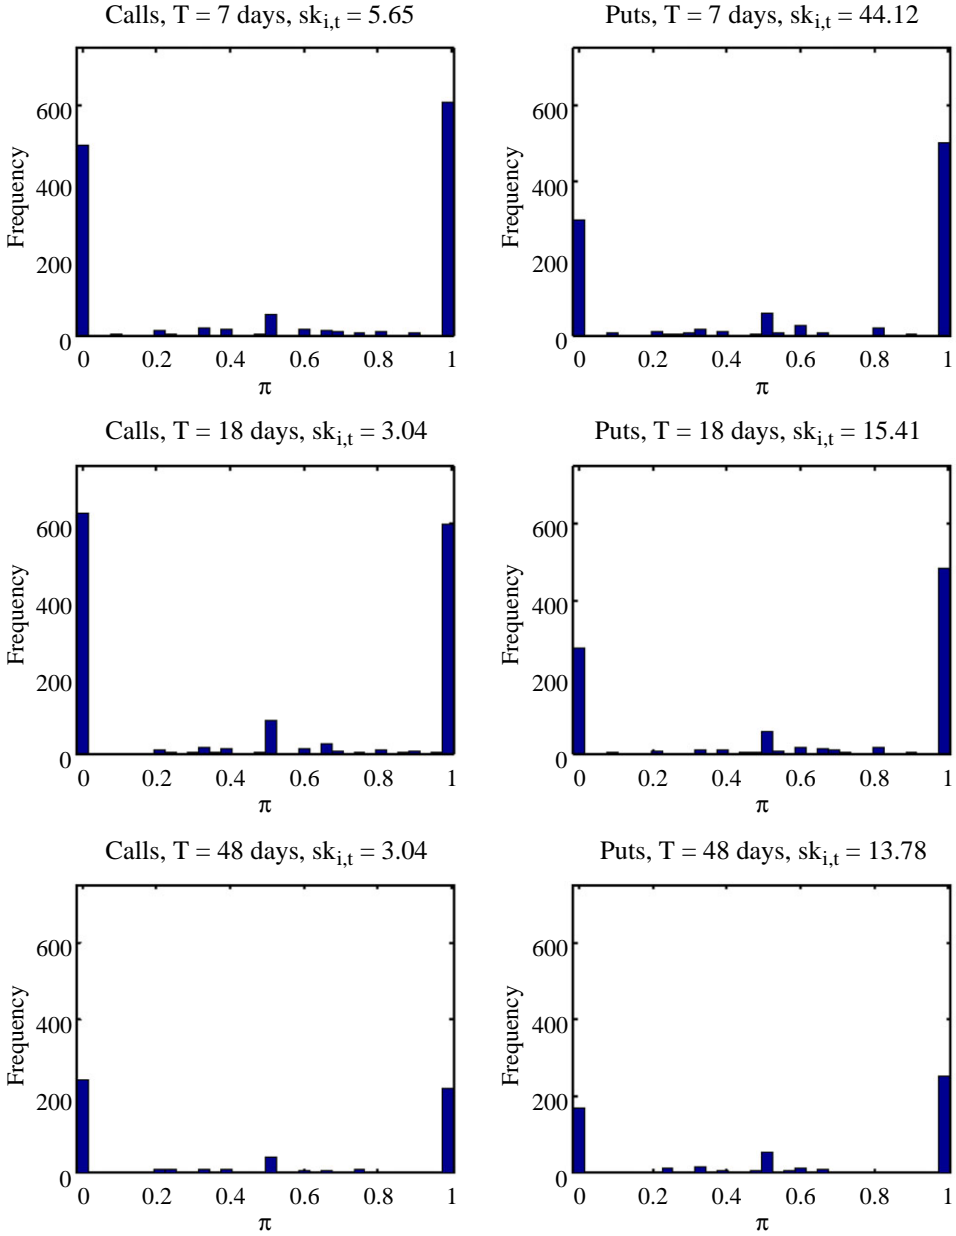 Calls, T = 7 days, sk_{i,t} = 5.65
Frequency
600
400
200
0
0 0.2 0.4 0.6 0.8 1
π
Puts, T = 7 days, sk_{i,t} = 44.12
Frequency
600
400
200
0
0 0.2 0.4 0.6 0.8 1
π
Calls, T = 18 days, sk_{i,t} = 3.04
Frequency
600
400
200
0
0 0.2 0.4 0.6 0.8 1
π
Puts, T = 18 days, sk_{i,t} = 15.41
Frequency
600
400
200
0
0 0.2 0.4 0.6 0.8 1
π
Calls, T = 48 days, sk_{i,t} = 3.04
Frequency
600
400
200
0
0 0.2 0.4 0.6 0.8 1
π
Puts, T = 48 days, sk_{i,t} = 13.78
Frequency
600
400
200
0
0 0.2 0.4 0.6 0.8 1
π